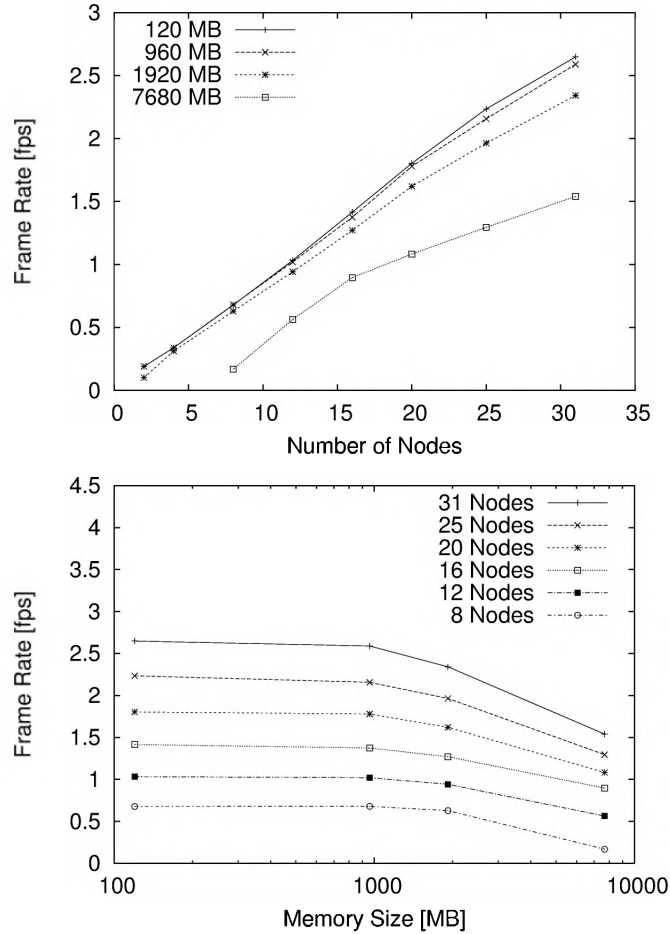 3
2.5
2
1.5
1
0.5
0
Frame Rate [fps]
120 MB
960 MB
1920 MB
7680 MB
0 5 10 15 20 25 30 35
Number of Nodes
4.5
4
3.5
3
2.5
2
1.5
1
0.5
0
Frame Rate [fps]
31 Nodes
25 Nodes
20 Nodes
16 Nodes
12 Nodes
8 Nodes
100 1000 10000
Memory Size [MB]